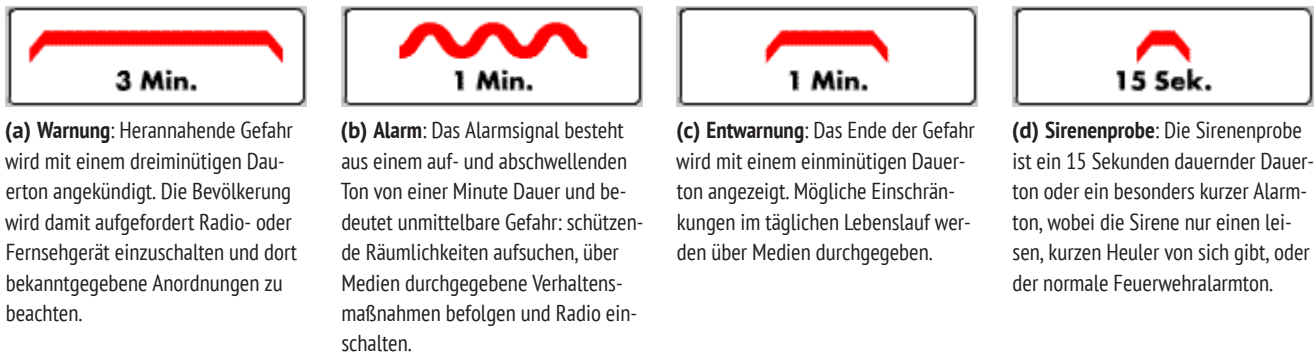 3 Min.
(a) Warnung: Herannahende Gefahr
wird mit einem dreiminütigen Dau-
erton angekündigt. Die Bevölkerung
wird damit aufgefordert Radio- oder
Fernsehgerät einzuschalten und dort
bekanntgegebene Anordnungen zu
beachten.
1 Min.
(b) Alarm: Das Alarmsignal besteht
aus einem auf- und abschwellenden
Ton von einer Minute Dauer und be-
deutet unmittelbare Gefahr: schützen-
de Räumlichkeiten aufsuchen, über
Medien durchgegebene Verhaltens-
maßnahmen befolgen und Radio ein-
schalten.
1 Min.
(c) Entwarnung: Das Ende der Gefahr
wird mit einem einminütigen Dauer-
ton angezeigt. Mögliche Einschrän-
kungen im täglichen Lebenslauf wer-
den über Medien durchgegeben.
15 Sek.
(d) Sirenenprobe: Die Sirenenprobe
ist ein 15 Sekunden dauernder Dauer-
ton oder ein besonders kurzer Alarm-
ton, wobei die Sirene nur einen lei-
sen, kurzen Heuler von sich gibt, oder
der normale Feuerwehralarmton.